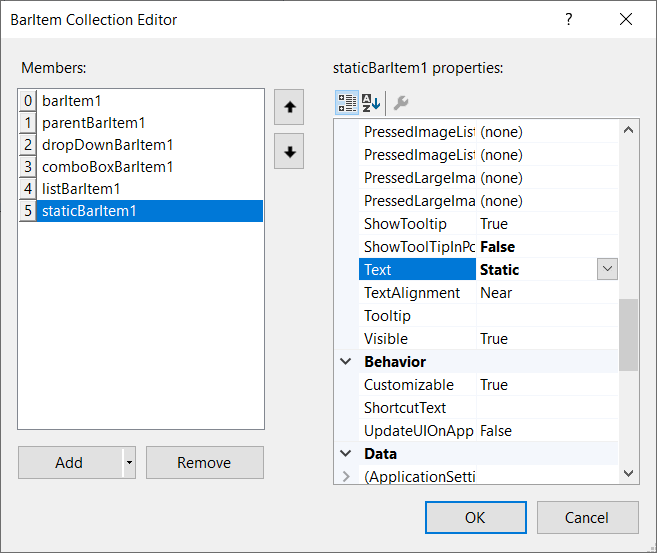 BarItem Collection Editor
?
Members:
0 barItem1
1 parentBarItem1
2 dropDownBarItem1
3 comboBoxBarItem1
4 listBarItem1
5 staticBarItem1
Add
Remove
staticBarItem1 properties:
PressedImageList (none)
PressedImageList (none)
PressedLargeIma (none)
PressedLargeIma (none)
ShowTooltip True
ShowToolTipInPo False
Text Static
TextAlignment Near
Tooltip
Visible True
Behavior
Customizable True
ShortcutText
UpdateUIOnApp False
Data
(ApplicationSetti
OK
Cancel